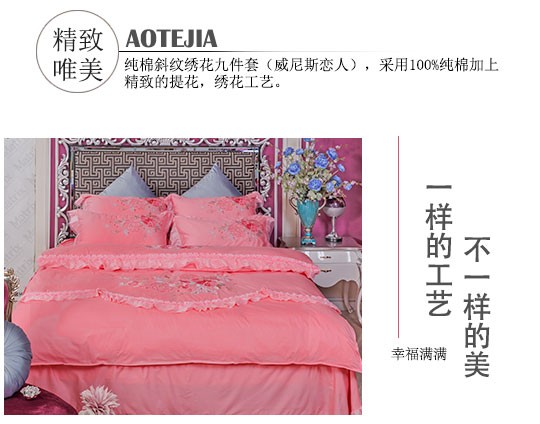 精致
唯美
AOTEJIA
纯棉斜纹绣花九件套（威尼斯恋人），采用100%纯棉加上
精致的提花，绣花工艺。
一样的工艺
不一样的美
幸福满满